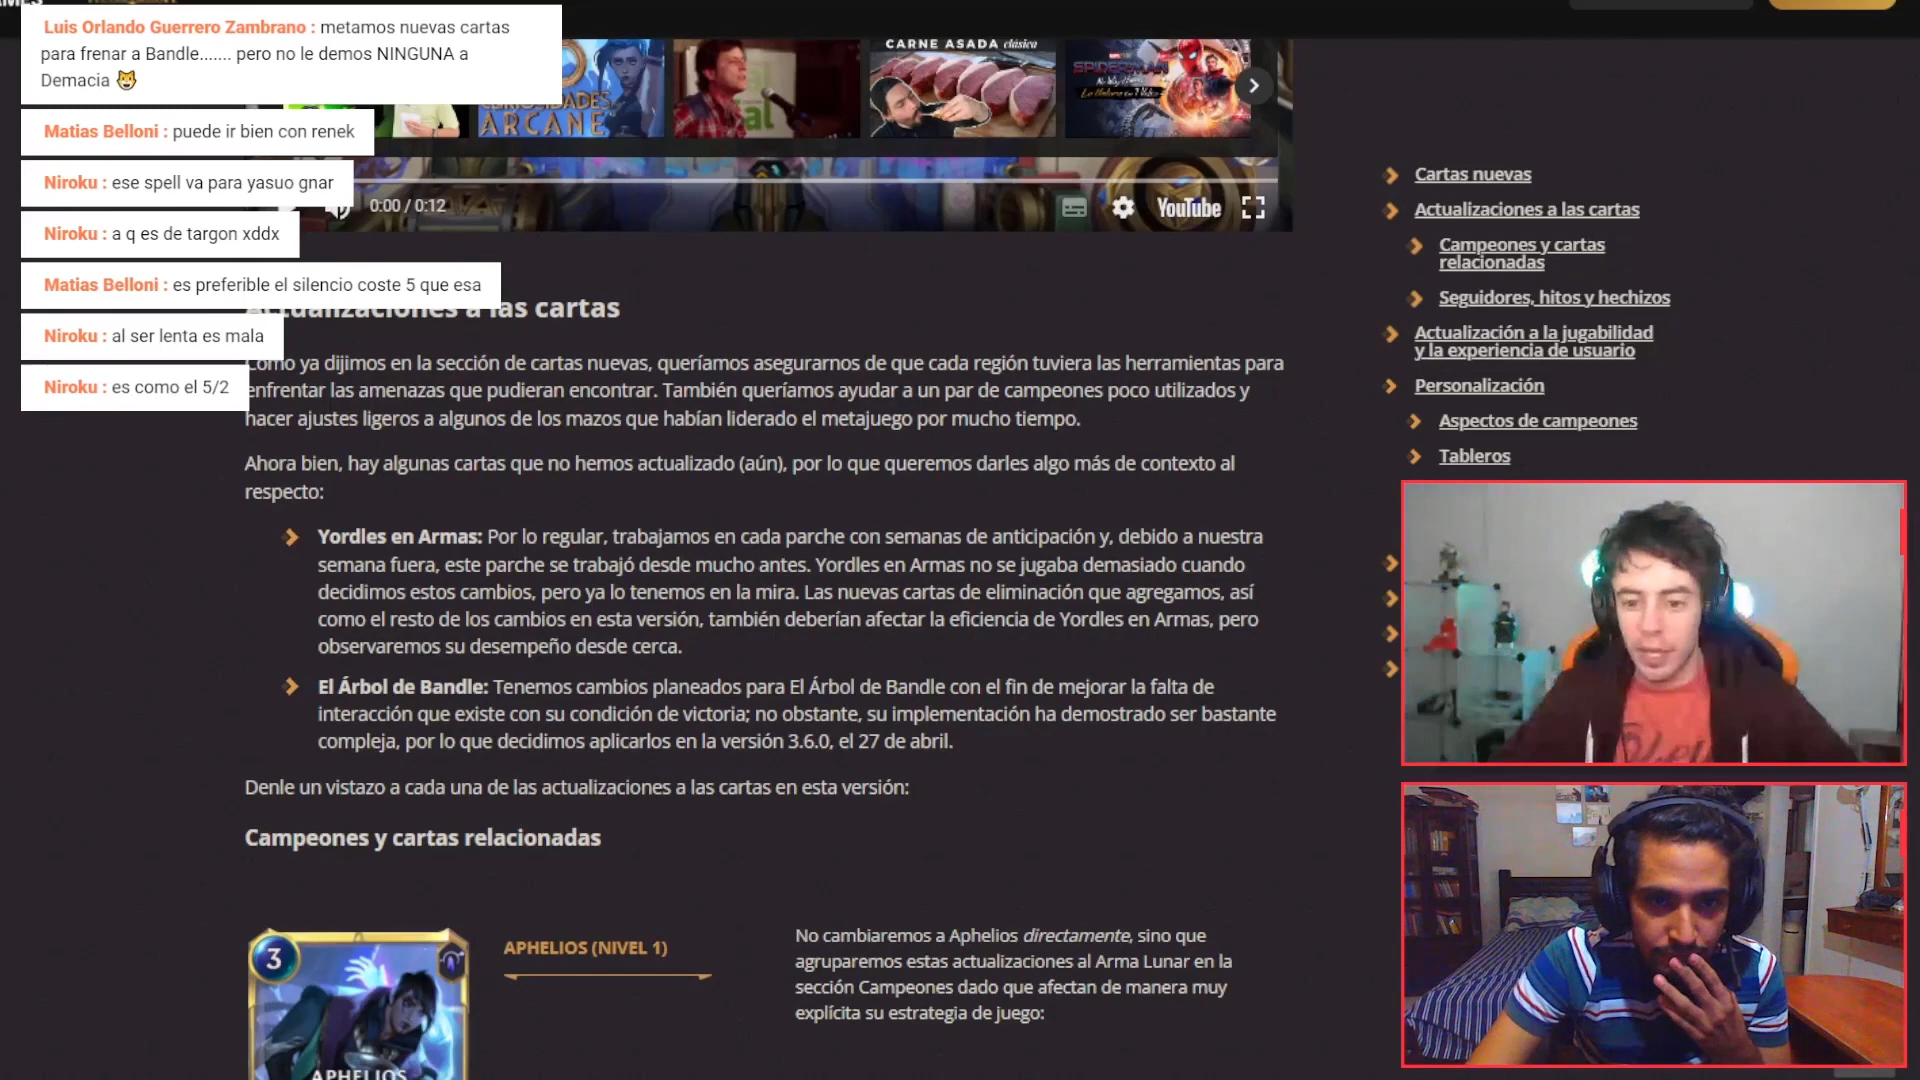 Luis Orlando Guerrero Zambrano : metamos nuevas cartas
para frenar a Bandle....... pero no le demos NINGUNA a
Demacia
Matias Belloni : puede ir bien con renek
Niroku : ese spell va para yasuo gnar
Niroku : a q es de targon xddx
Matias Belloni : es preferible el silencio coste 5 que esa
Niroku : al ser lenta es mala
Niroku : es como el 5/2
CURIOSIDADES
ARCANE
CARNE ASADA clásica
SPIDER-MAN
0:00 / 0:12
YouTube
Actualizaciones a las cartas
Como ya dijimos en la sección de cartas nuevas, queríamos asegurarnos de que cada región tuviera las herramientas para
enfrentar las amenazas que pudieran encontrar. También queríamos ayudar a un par de campeones poco utilizados y
hacer ajustes ligeros a algunos de los mazos que habían liderado el metajuego por mucho tiempo.
Ahora bien, hay algunas cartas que no hemos actualizado (aún), por lo que queremos darles algo más de contexto al
respecto:
Yordles en Armas: Por lo regular, trabajamos en cada parche con semanas de anticipación y, debido a nuestra
semana fuera, este parche se trabajó desde mucho antes. Yordles en Armas no se jugaba demasiado cuando
decidimos estos cambios, pero ya lo tenemos en la mira. Las nuevas cartas de eliminación que agregamos, así
como el resto de los cambios en esta versión, también deberían afectar la eficiencia de Yordles en Armas, pero
observaremos su desempeño desde cerca.
El Árbol de Bandle: Tenemos cambios planeados para El Árbol de Bandle con el fin de mejorar la falta de
interacción que existe con su condición de victoria; no obstante, su implementación ha demostrado ser bastante
compleja, por lo que decidimos aplicarlos en la versión 3.6.0, el 27 de abril.
Denle un vistazo a cada una de las actualizaciones a las cartas en esta versión:
Campeones y cartas relacionadas
3
APHELIOS
APHELIOS (NIVEL 1)
No cambiaremos a Aphelios directamente, sino que
agruparemos estas actualizaciones al Arma Lunar en la
sección Campeones dado que afectan de manera muy
explícita su estrategia de juego:
Cartas nuevas
Actualizaciones a las cartas
Campeones y cartas
relacionadas
Seguidores, hitos y hechizos
Actualización a la jugabilidad
y la experiencia de usuario
Personalización
Aspectos de campeones
Tableros